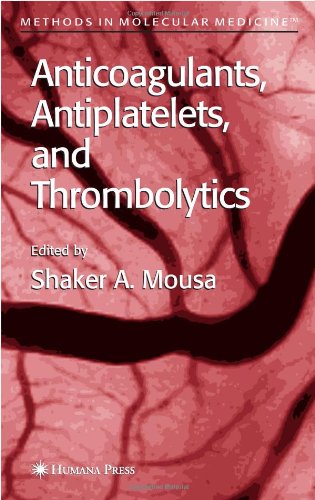 METHODS IN MOLECULAR MEDICINE™
Anticoagulants,
Antiplatelets,
and
Thrombolytics
Edited by
Shaker A. Mousa
HUMANA PRESS